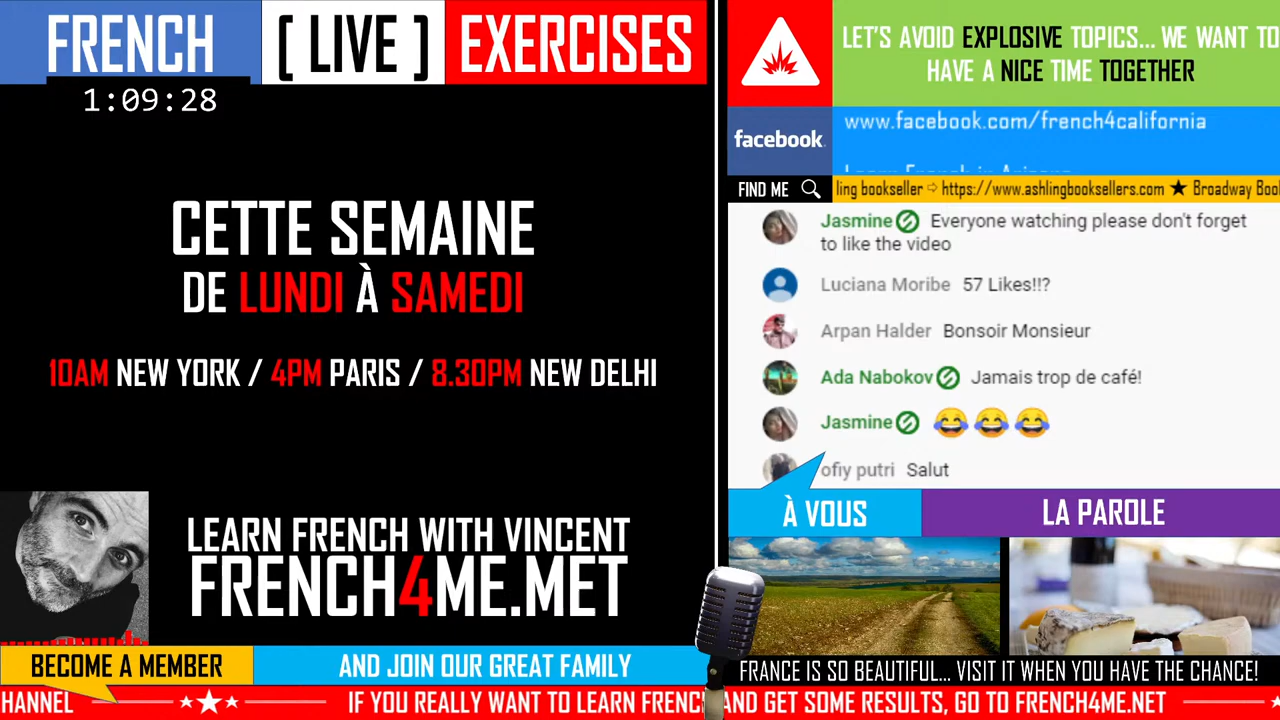 FRENCH [ LIVE ] EXERCISES
1:09:28
CETTE SEMAINE
DE LUNDI À SAMEDI
10AM NEW YORK / 4PM PARIS / 8.30PM NEW DELHI
LEARN FRENCH WITH VINCENT
FRENCH4ME.MET
BECOME A MEMBER
AND JOIN OUR GREAT FAMILY
LET'S AVOID EXPLOSIVE TOPICS... WE WANT TO
HAVE A NICE TIME TOGETHER
facebook.
www.facebook.com/french4california
FIND ME
ling bookseller ⇨ https://www.ashlingbooksellers.com ★ Broadway Boo
Jasmine Everyone watching please don't forget
to like the video
Luciana Moribe 57 Likes!!?
Arpan Halder Bonsoir Monsieur
Ada Nabokov Jamais trop de café!
Jasmine 😂😂😂
ofiy putri Salut
À VOUS LA PAROLE
FRANCE IS SO BEAUTIFUL... VISIT IT WHEN YOU HAVE THE CHANCE!
HANNEL ★★★ IF YOU REALLY WANT TO LEARN FRENCH AND GET SOME RESULTS, GO TO FRENCH4ME.NET